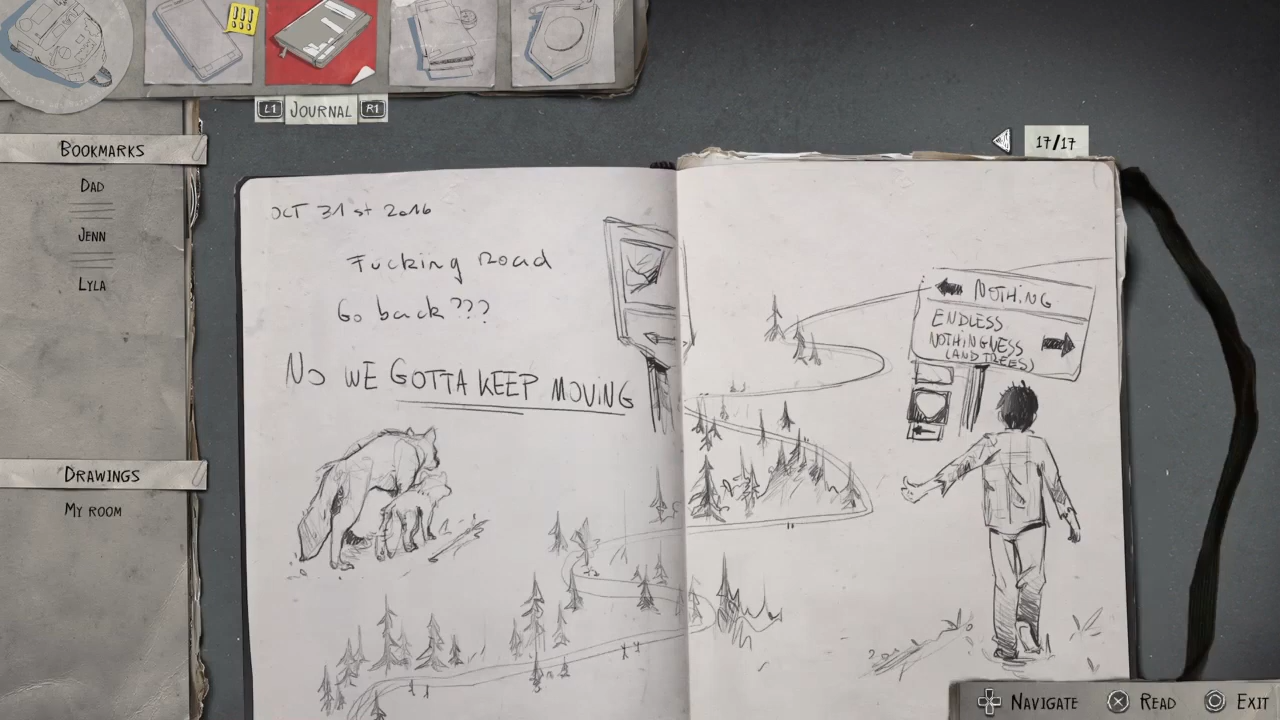 L1 JOURNAL R1
BOOKMARKS
DAD
JENN
LYLA
DRAWINGS
MY ROOM
17/17
OCT 31st 2016
Fucking Road
Go back???
NO WE GOTTA KEEP MOVING
NOTHING
ENDLESS
NOTHINGNESS
(AND TREES)
NAVIGATE READ EXIT